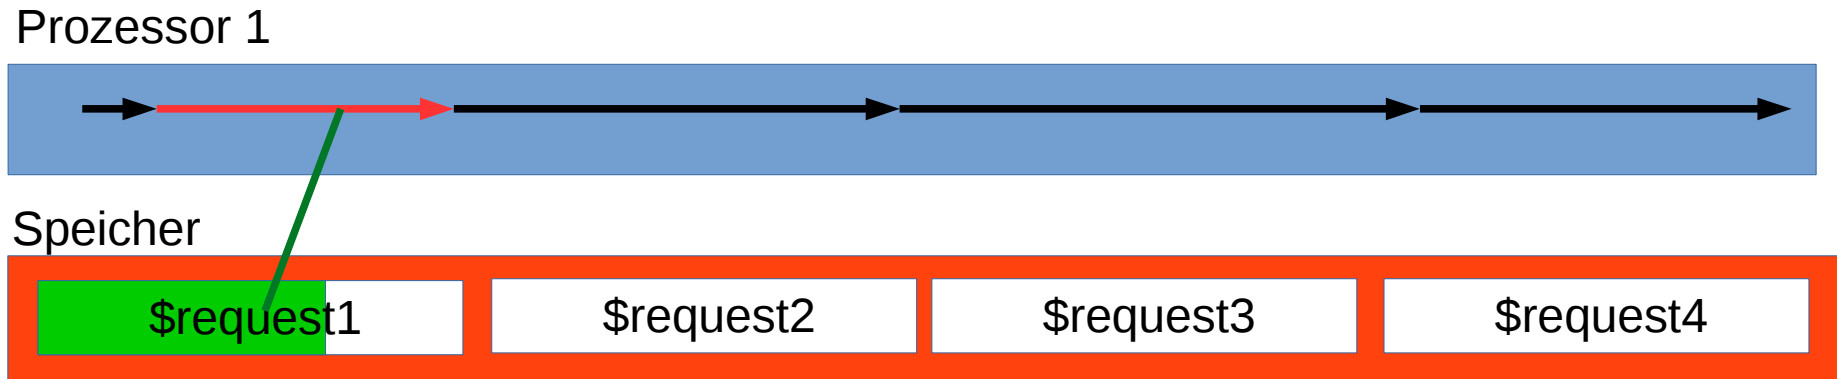 Prozessor 1
Speicher
$request1
$request2
$request3
$request4